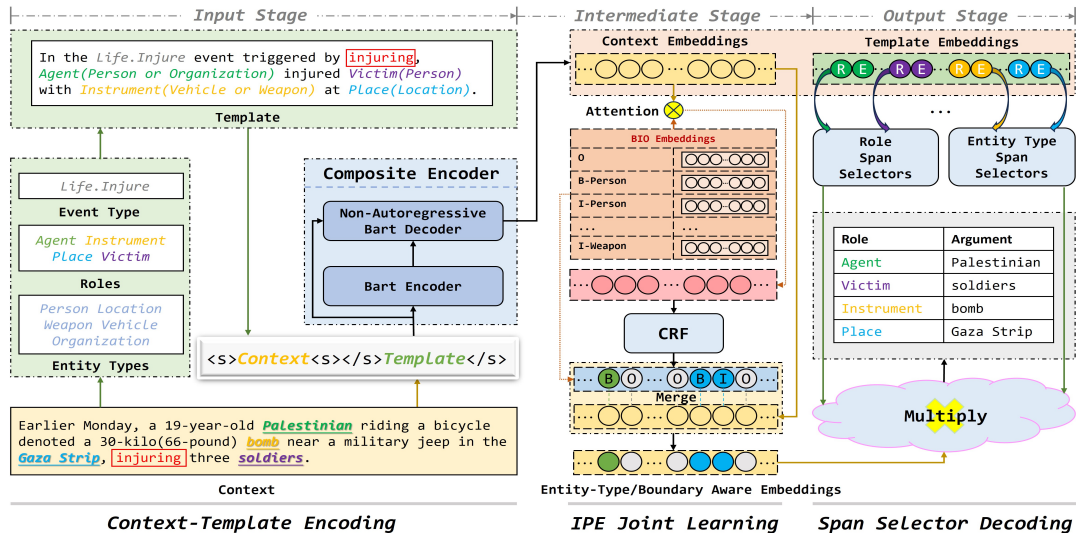 Input Stage
Intermediate Stage
Output Stage
In the Life.Injure event triggered by injuring,
Agent(Person or Organization) injured Victim(Person)
with Instrument(Vehicle or Weapon) at Place(Location).
Template
Life.Injure
Event Type
Agent Instrument
Place Victim
Roles
Person Location
Weapon Vehicle
Organization
Entity Types
Composite Encoder
Non-Autoregressive
Bart Decoder
Bart Encoder
<s>Context<s></s>Template</s>
Earlier Monday, a 19-year-old Palestinian riding a bicycle
denoted a 30-kilo(66-pound) bomb near a military jeep in the
Gaza Strip, injuring three soldiers.
Context
Context-Template Encoding
Context Embeddings
... ... ...
Attention
BIO Embeddings
O ...
B-Person ...
I-Person ...
... ...
I-Weapon ...
... ... ...
CRF
... B O ... O B I O ...
Merge
... ... ...
... ... ...
Entity-Type/Boundary Aware Embeddings
IPE Joint Learning
Template Embeddings
R E ... R E ... R E ... R E
...
Role
Span
Selectors
Entity Type
Span
Selectors
Role Argument
Agent Palestinian
Victim soldiers
Instrument bomb
Place Gaza Strip
Multiply
Span Selector Decoding